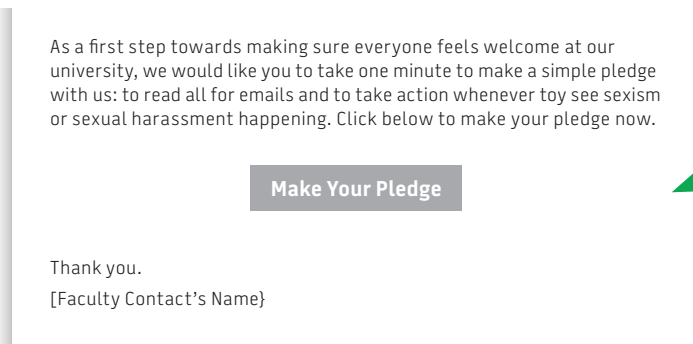 As a first step towards making sure everyone feels welcome at our
university, we would like you to take one minute to make a simple pledge
with us: to read all for emails and to take action whenever toy see sexism
or sexual harassment happening. Click below to make your pledge now.
Make Your Pledge
Thank you.
[Faculty Contact's Name}